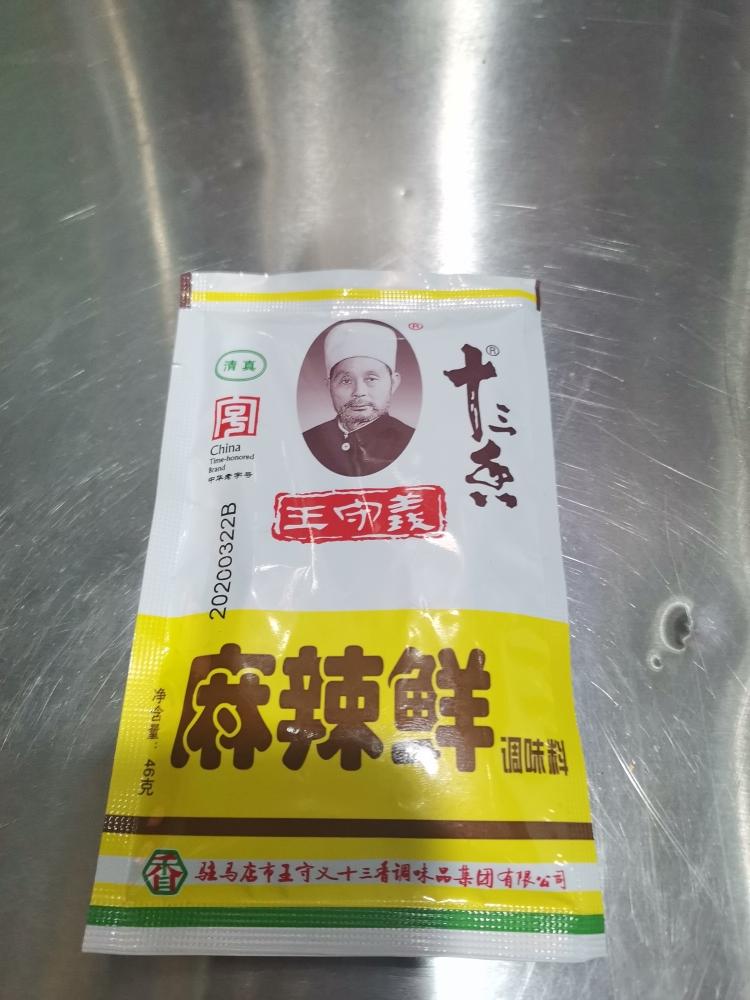 清真
China
Time-honored
Brand
中华老字号
®
十三香
®
王守義
20200322B
麻辣鲜
调味料
净含量：46克
香
驻马店市王守义十三香调味品集团有限公司